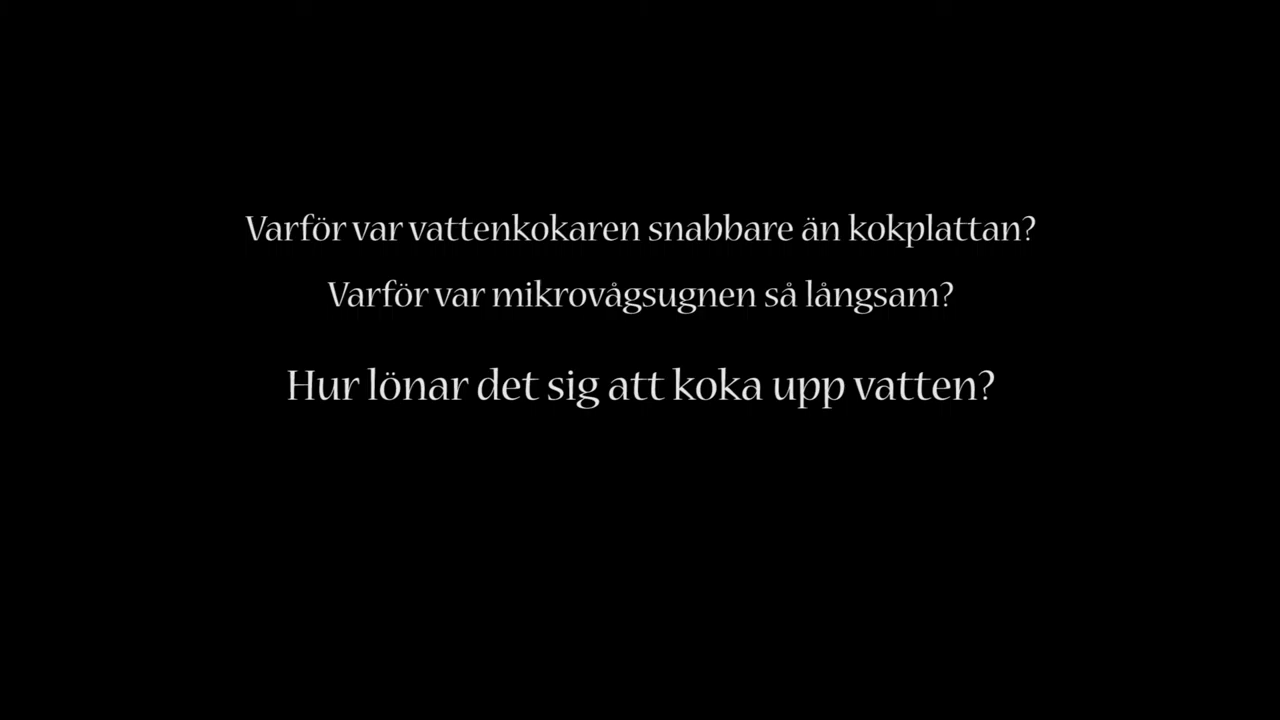 Varför var vattenkokaren snabbare än kokplattan?
Varför var mikrovågsugnen så långsam?
Hur lönar det sig att koka upp vatten?